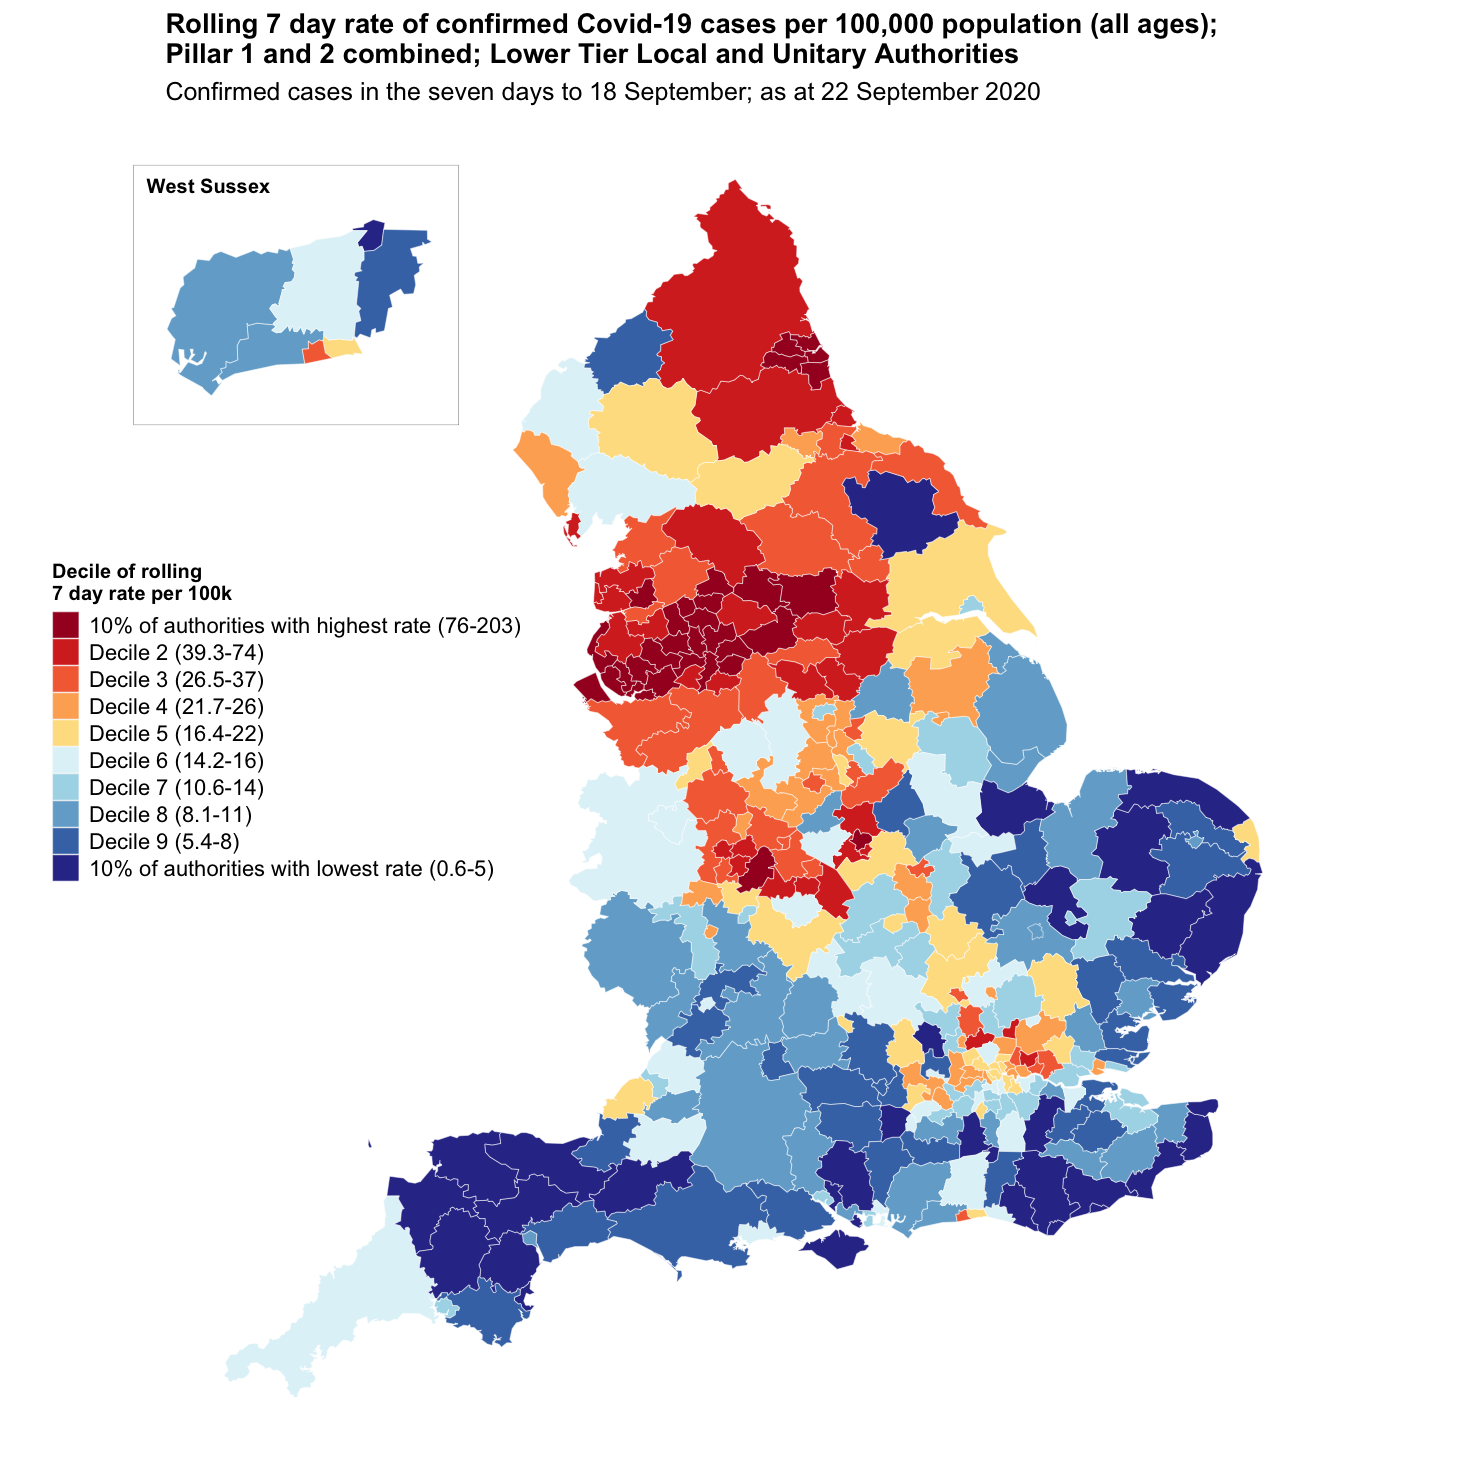 Rolling 7 day rate of confirmed Covid-19 cases per 100,000 population (all ages);
Pillar 1 and 2 combined; Lower Tier Local and Unitary Authorities
Confirmed cases in the seven days to 18 September; as at 22 September 2020
West Sussex
Decile of rolling
7 day rate per 100k
10% of authorities with highest rate (76-203)
Decile 2 (39.3-74)
Decile 3 (26.5-37)
Decile 4 (21.7-26)
Decile 5 (16.4-22)
Decile 6 (14.2-16)
Decile 7 (10.6-14)
Decile 8 (8.1-11)
Decile 9 (5.4-8)
10% of authorities with lowest rate (0.6-5)